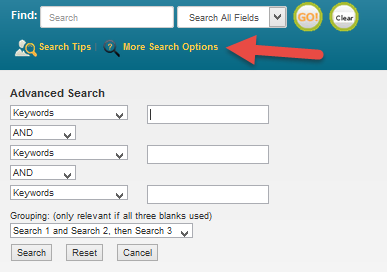 Find: Search Search All Fields GO! Clear
Search Tips | ? More Search Options
Advanced Search
Keywords
AND
Keywords
AND
Keywords
Grouping: (only relevant if all three blanks used)
Search 1 and Search 2, then Search 3
Search Reset Cancel